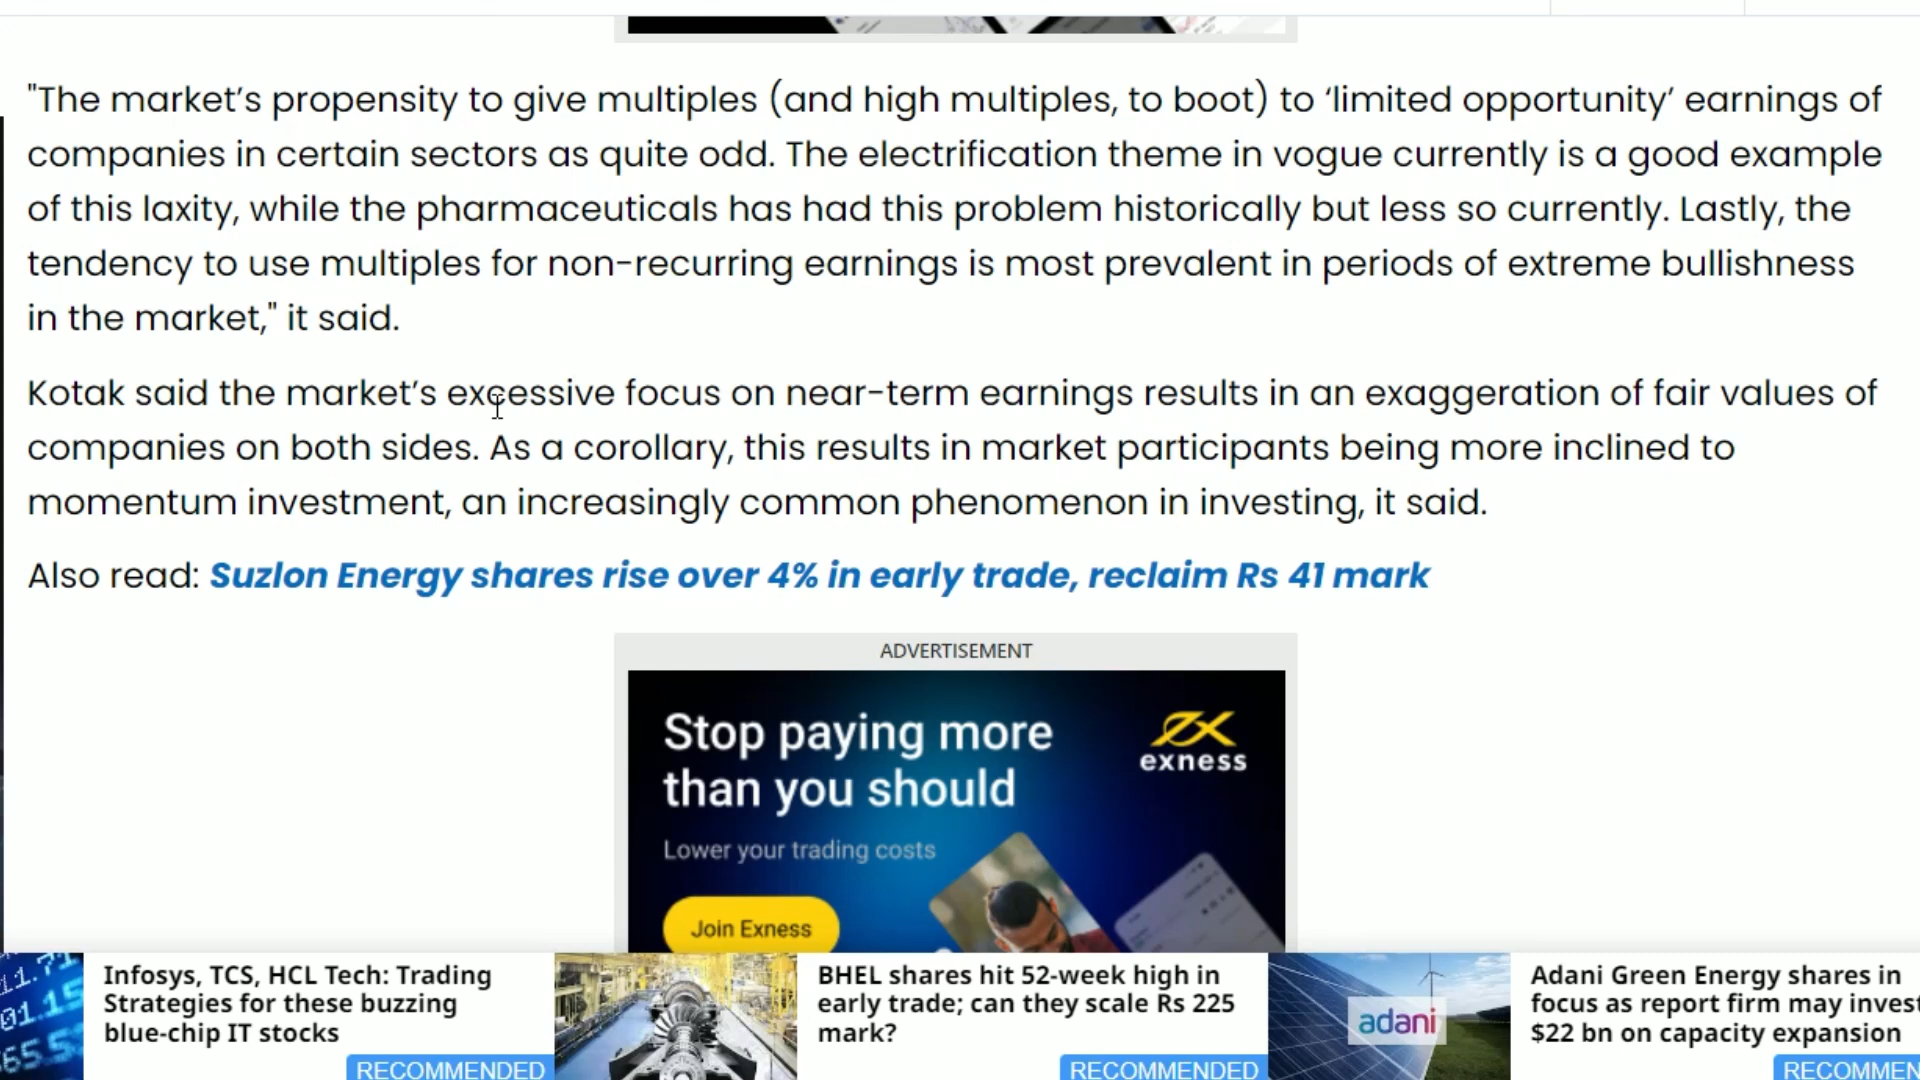 "The market’s propensity to give multiples (and high multiples, to boot) to ‘limited opportunity’ earnings of
companies in certain sectors as quite odd. The electrification theme in vogue currently is a good example
of this laxity, while the pharmaceuticals has had this problem historically but less so currently. Lastly, the
tendency to use multiples for non-recurring earnings is most prevalent in periods of extreme bullishness
in the market," it said.
Kotak said the market’s excessive focus on near-term earnings results in an exaggeration of fair values of
companies on both sides. As a corollary, this results in market participants being more inclined to
momentum investment, an increasingly common phenomenon in investing, it said.
Also read: Suzlon Energy shares rise over 4% in early trade, reclaim Rs 41 mark
ADVERTISEMENT
Stop paying more
than you should
exness
Lower your trading costs
Join Exness
Infosys, TCS, HCL Tech: Trading
Strategies for these buzzing
blue-chip IT stocks
RECOMMENDED
BHEL shares hit 52-week high in
early trade; can they scale Rs 225
mark?
RECOMMENDED
adani
Adani Green Energy shares in
focus as report firm may invest
$22 bn on capacity expansion
RECOMMEN